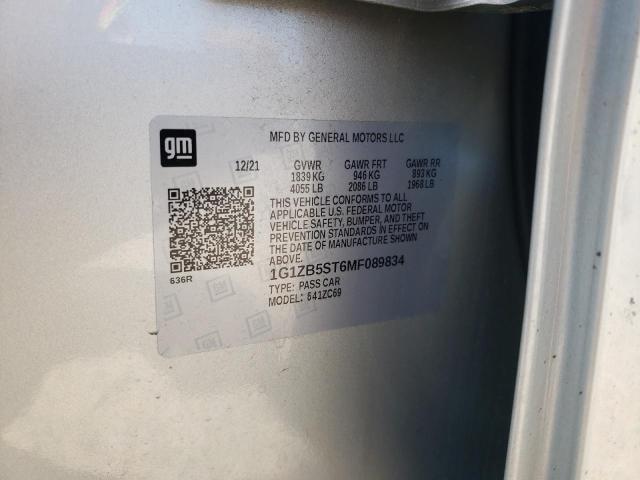 gm
MFD BY GENERAL MOTORS LLC
12/21 GVWR GAWR FRT GAWR RR
1839 KG 946 KG 893 KG
4055 LB 2086 LB 1968 LB
THIS VEHICLE CONFORMS TO ALL
APPLICABLE U.S. FEDERAL MOTOR
VEHICLE SAFETY, BUMPER, AND THEFT
PREVENTION STANDARDS IN EFFECT ON
THE DATE OF MANUFACTURE SHOWN
ABOVE.
636R
1G1ZB5ST6MF089834
TYPE: PASS CAR
MODEL: 641ZC69